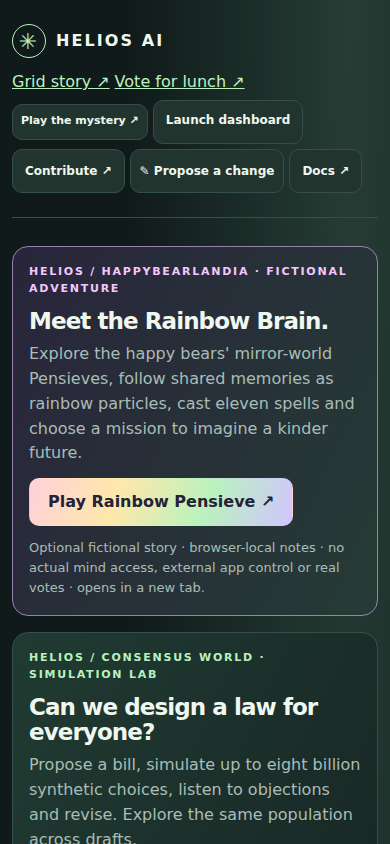 HELIOS AI
Grid story ↗ Vote for lunch ↗
Play the mystery ↗ Launch dashboard
Contribute ↗ ✎ Propose a change Docs ↗
HELIOS / HAPPYBEARLANDIA · FICTIONAL
ADVENTURE
Meet the Rainbow Brain.
Explore the happy bears' mirror-world
Pensieves, follow shared memories as
rainbow particles, cast eleven spells and
choose a mission to imagine a kinder
future.
Play Rainbow Pensieve ↗
Optional fictional story · browser-local notes · no
actual mind access, external app control or real
votes · opens in a new tab.
HELIOS / CONSENSUS WORLD ·
SIMULATION LAB
Can we design a law for
everyone?
Propose a bill, simulate up to eight billion
synthetic choices, listen to objections
and revise. Explore the same population
across drafts.